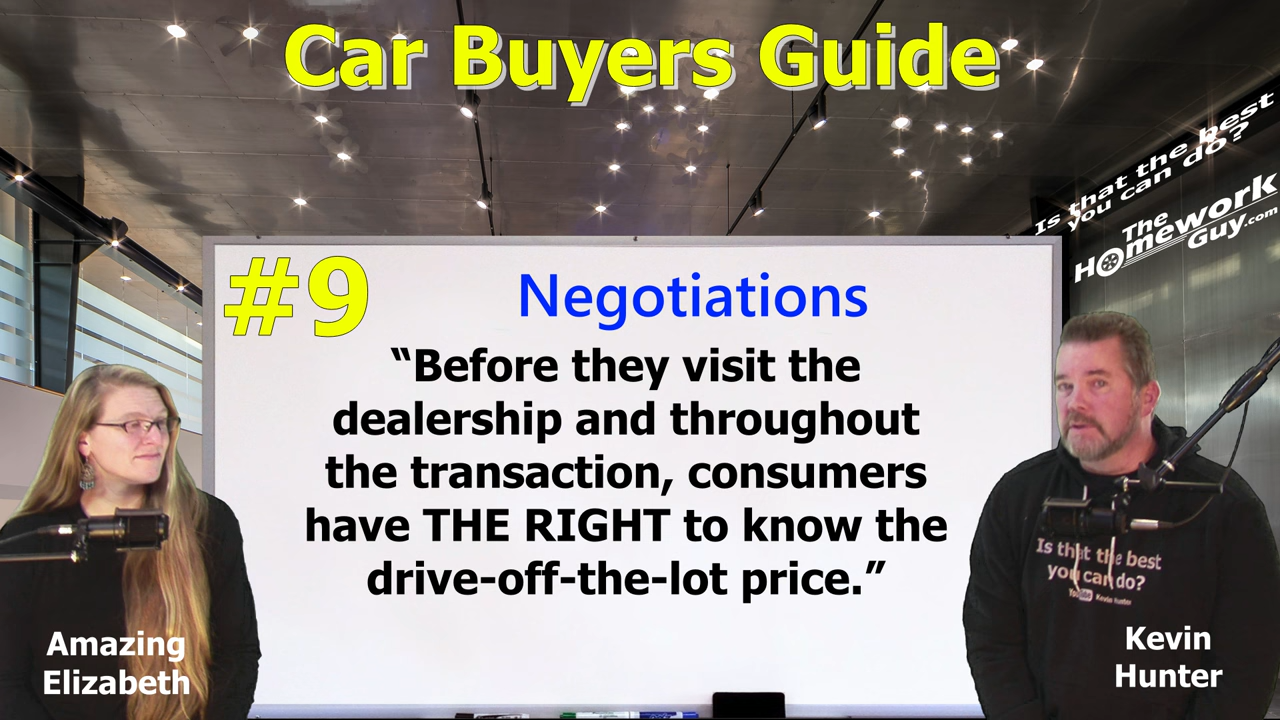 Car Buyers Guide
Is that the best
you can do?
The
Homework
Guy.com
#9
Negotiations
“Before they visit the
dealership and throughout
the transaction, consumers
have THE RIGHT to know the
drive-off-the-lot price.”
Is that the best
you can do?
YouTube Kevin Hunter
Amazing
Elizabeth
Kevin
Hunter